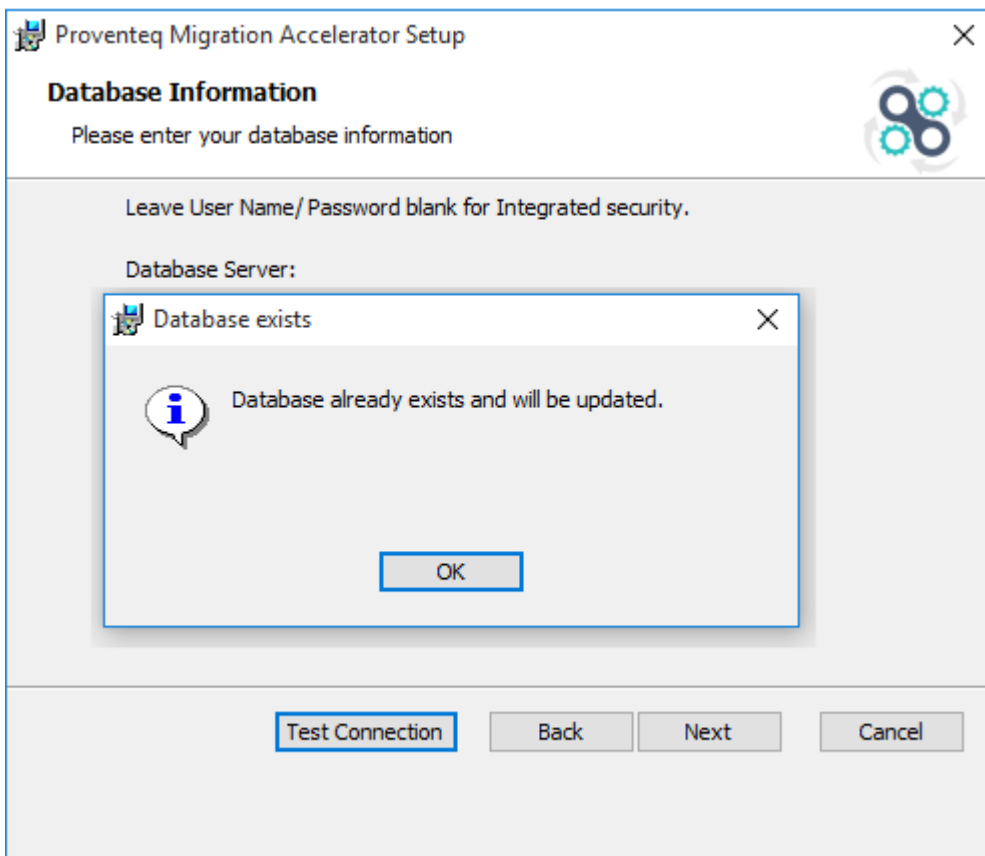 Proventeq Migration Accelerator Setup
Database Information
Please enter your database information
Leave User Name/ Password blank for Integrated security.
Database Server:
Database exists
Database already exists and will be updated.
OK
Test Connection
Back
Next
Cancel